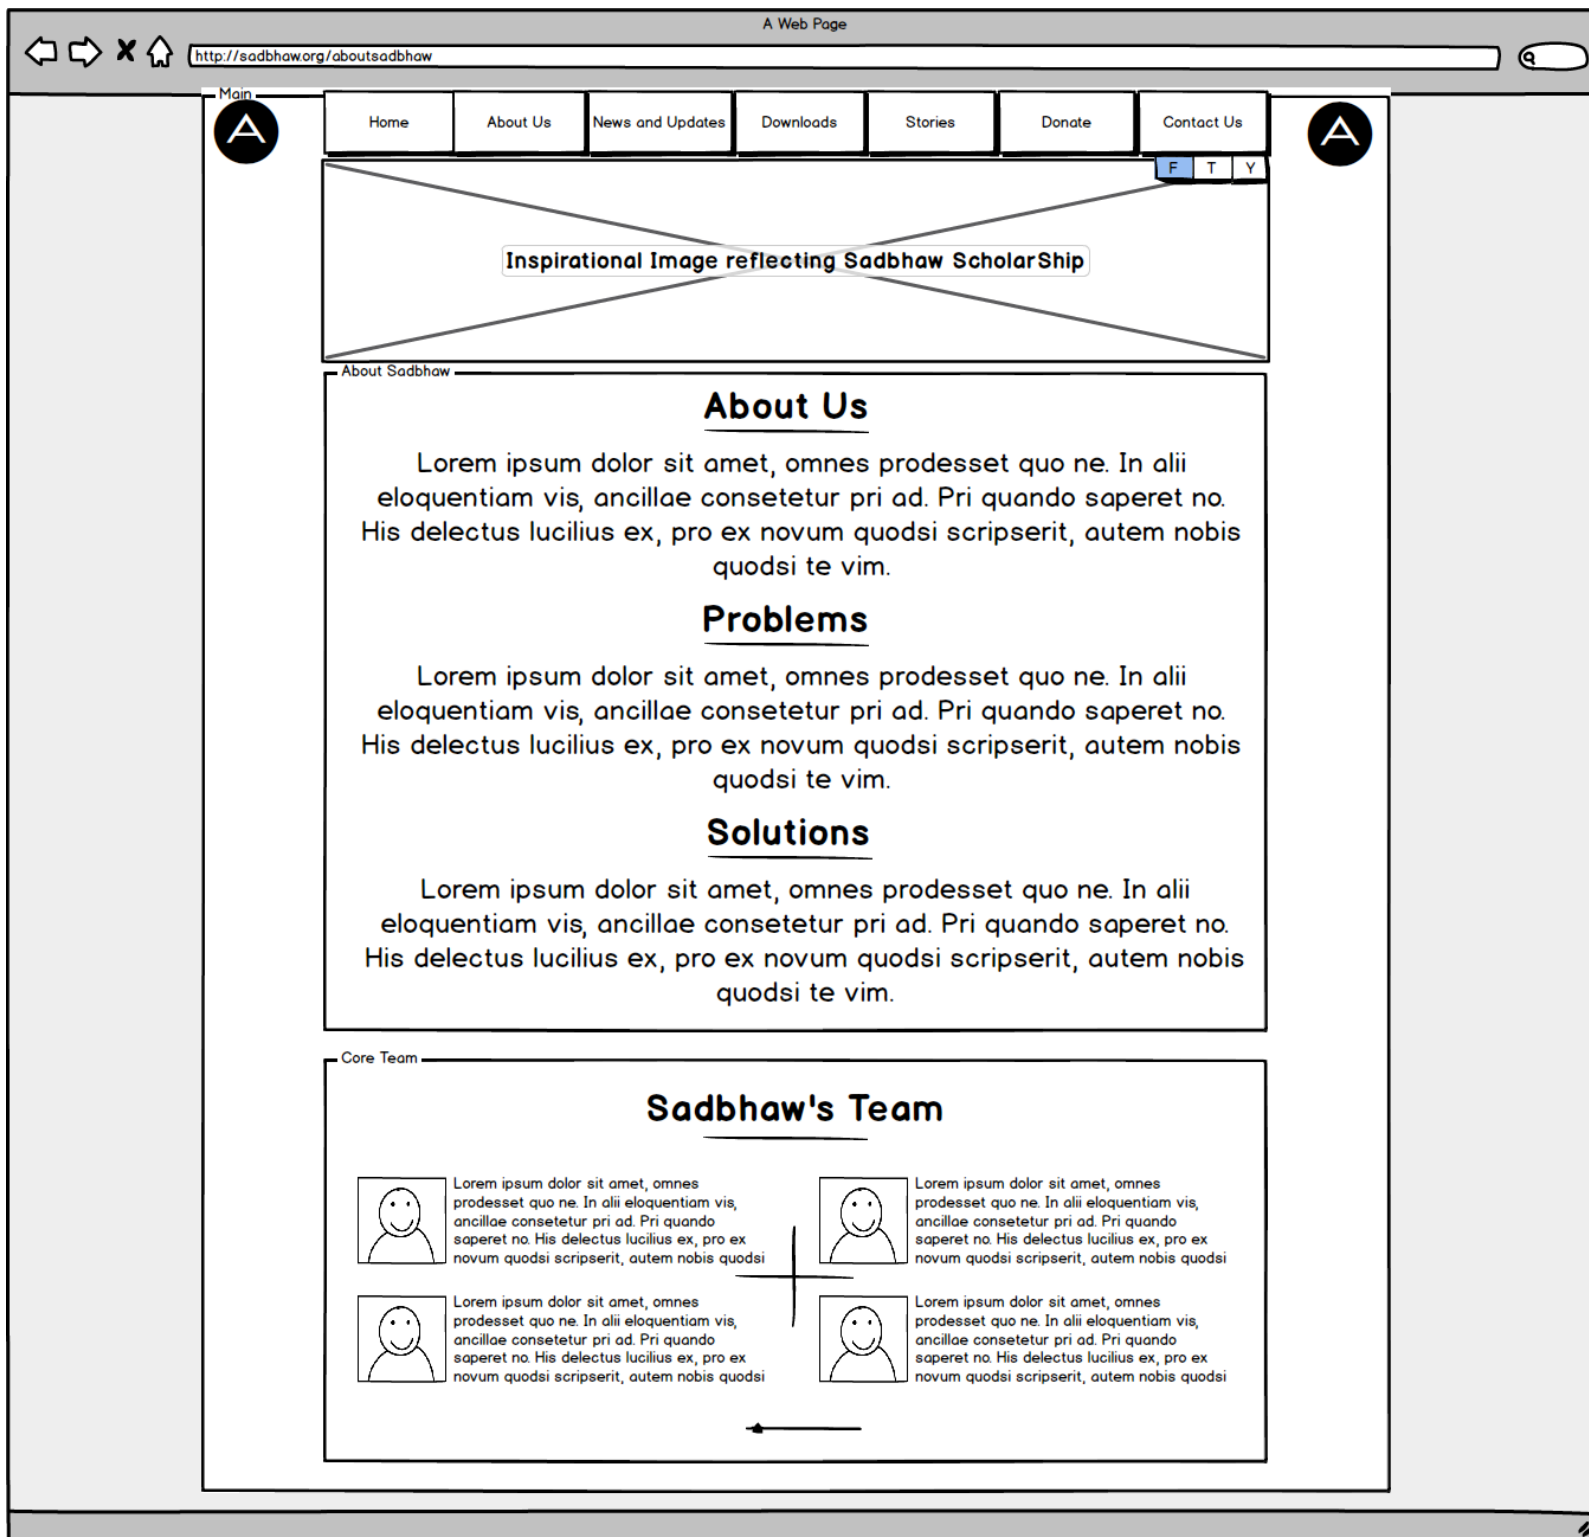 A Web Page
http://sadbhaw.org/aboutsadbhaw
Main
A
Home
About Us
News and Updates
Downloads
Stories
Donate
Contact Us
A
F
T
Y
Inspirational Image reflecting Sadbhaw ScholarShip
About Sadbhaw
About Us
Lorem ipsum dolor sit amet, omnes prodesset quo ne. In alii
eloquentiam vis, ancillae consetetur pri ad. Pri quando saperet no.
His delectus lucilius ex, pro ex novum quodsi scripserit, autem nobis
quodsi te vim.
Problems
Lorem ipsum dolor sit amet, omnes prodesset quo ne. In alii
eloquentiam vis, ancillae consetetur pri ad. Pri quando saperet no.
His delectus lucilius ex, pro ex novum quodsi scripserit, autem nobis
quodsi te vim.
Solutions
Lorem ipsum dolor sit amet, omnes prodesset quo ne. In alii
eloquentiam vis, ancillae consetetur pri ad. Pri quando saperet no.
His delectus lucilius ex, pro ex novum quodsi scripserit, autem nobis
quodsi te vim.
Core Team
Sadbhaw's Team
Lorem ipsum dolor sit amet, omnes
prodesset quo ne. In alii eloquentiam vis,
ancillae consetetur pri ad. Pri quando
saperet no. His delectus lucilius ex, pro ex
novum quodsi scripserit, autem nobis quodsi
Lorem ipsum dolor sit amet, omnes
prodesset quo ne. In alii eloquentiam vis,
ancillae consetetur pri ad. Pri quando
saperet no. His delectus lucilius ex, pro ex
novum quodsi scripserit, autem nobis quodsi
Lorem ipsum dolor sit amet, omnes
prodesset quo ne. In alii eloquentiam vis,
ancillae consetetur pri ad. Pri quando
saperet no. His delectus lucilius ex, pro ex
novum quodsi scripserit, autem nobis quodsi
Lorem ipsum dolor sit amet, omnes
prodesset quo ne. In alii eloquentiam vis,
ancillae consetetur pri ad. Pri quando
saperet no. His delectus lucilius ex, pro ex
novum quodsi scripserit, autem nobis quodsi